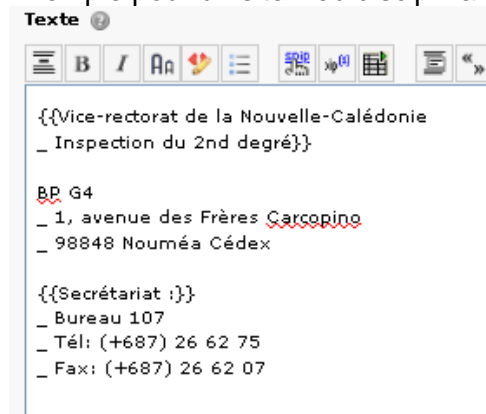 Texte
{{Vice-rectorat de la Nouvelle-Calédonie
_ Inspection du 2nd degré}}
BP G4
_ 1, avenue des Frères Carcopino
_ 98848 Nouméa Cédex
{{Secrétariat :}}
_ Bureau 107
_ Tél: (+687) 26 62 75
_ Fax: (+687) 26 62 07